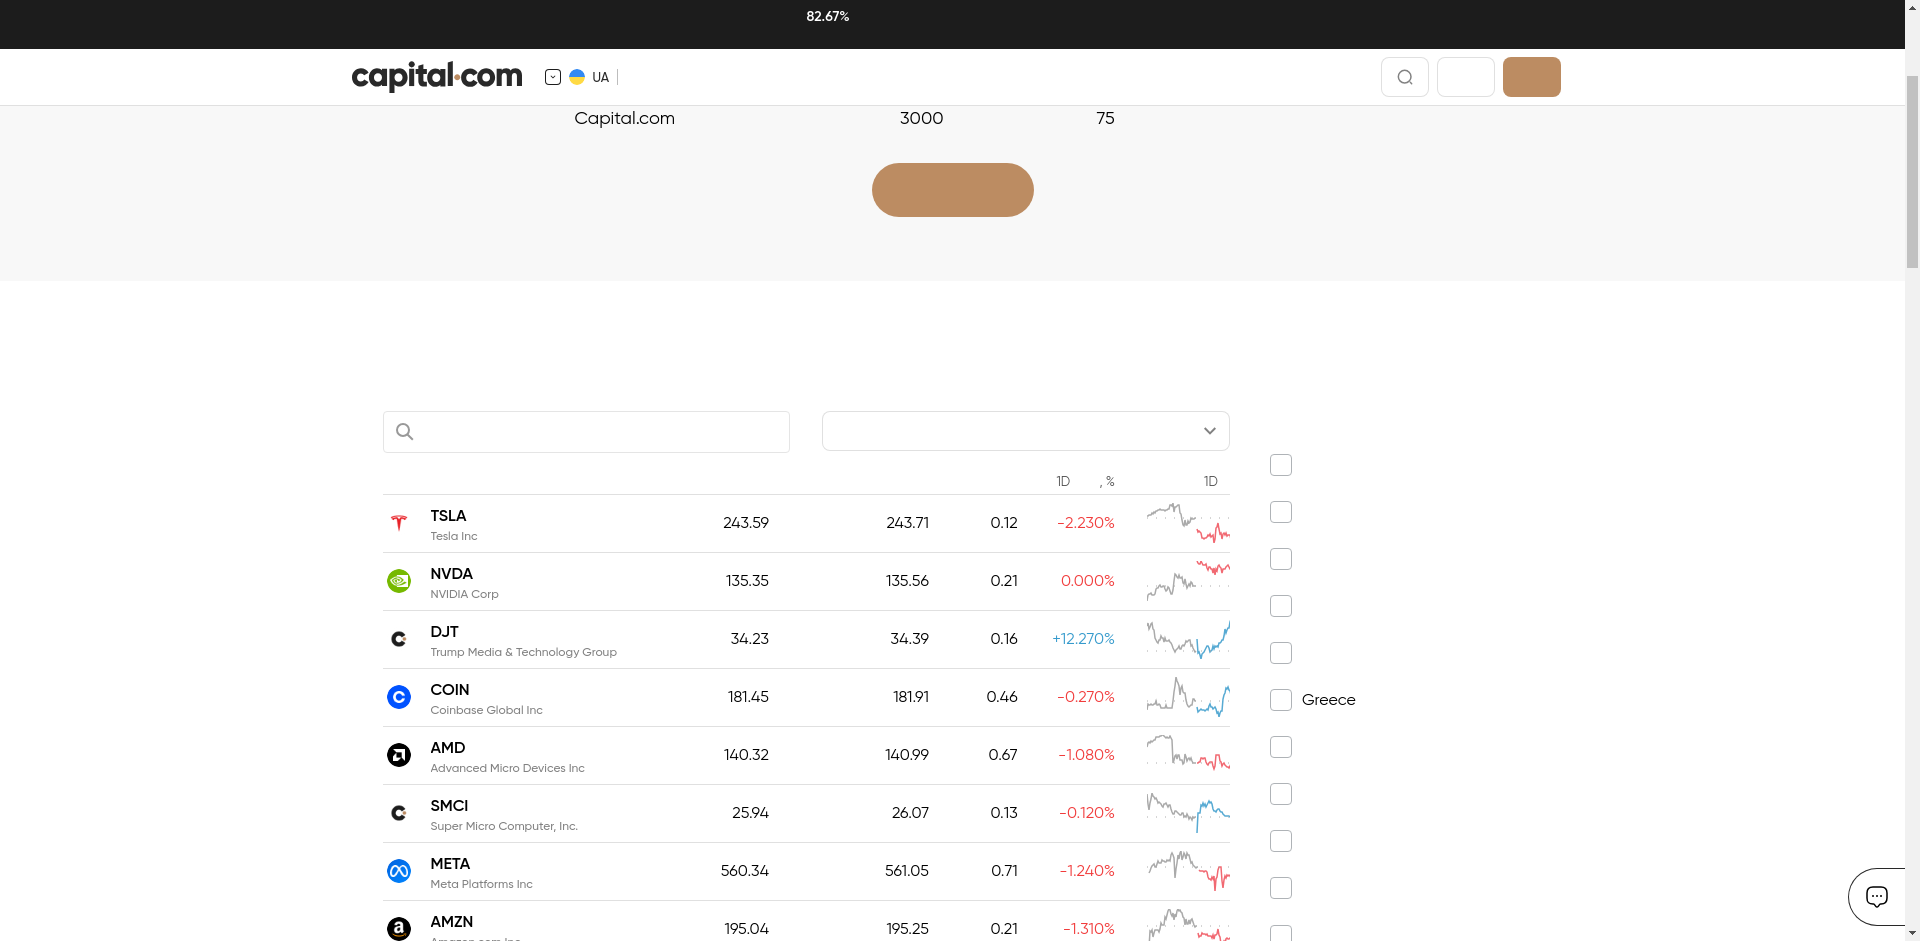 82.67%
capital.com
UA
Capital.com 3000 75
1D , % 1D
TSLA 243.59 243.71 0.12 -2.230%
Tesla Inc
NVDA 135.35 135.56 0.21 0.000%
NVIDIA Corp
DJT 34.23 34.39 0.16 +12.270%
Trump Media & Technology Group
COIN 181.45 181.91 0.46 -0.270%
Coinbase Global Inc
Greece
AMD 140.32 140.99 0.67 -1.080%
Advanced Micro Devices Inc
SMCI 25.94 26.07 0.13 -0.120%
Super Micro Computer, Inc.
META 560.34 561.05 0.71 -1.240%
Meta Platforms Inc
AMZN 195.04 195.25 0.21 -1.310%
Amazon.com Inc